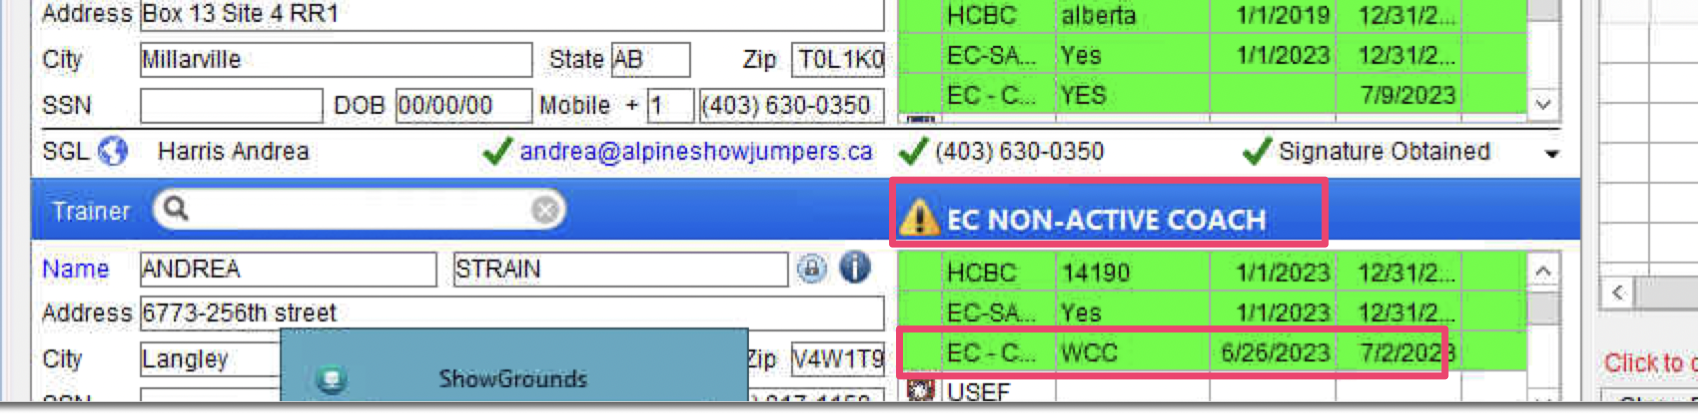 Address Box 13 Site 4 RR1 HCBC alberta 1/1/2019 12/31/2...
City Millarville State AB Zip T0L1K0 EC-SA... Yes 1/1/2023 12/31/2...
SSN DOB 00/00/00 Mobile + 1 (403) 630-0350 EC - C... YES 7/9/2023
SGL Harris Andrea andrea@alpineshowjumpers.ca (403) 630-0350 Signature Obtained
Trainer EC NON-ACTIVE COACH
Name ANDREA STRAIN HCBC 14190 1/1/2023 12/31/2...
Address 6773-256th street EC-SA... Yes 1/1/2023 12/31/2...
City Langley Zip V4W1T9 EC - C... WCC 6/26/2023 7/2/2023
Click to
ShowGrounds
USEF